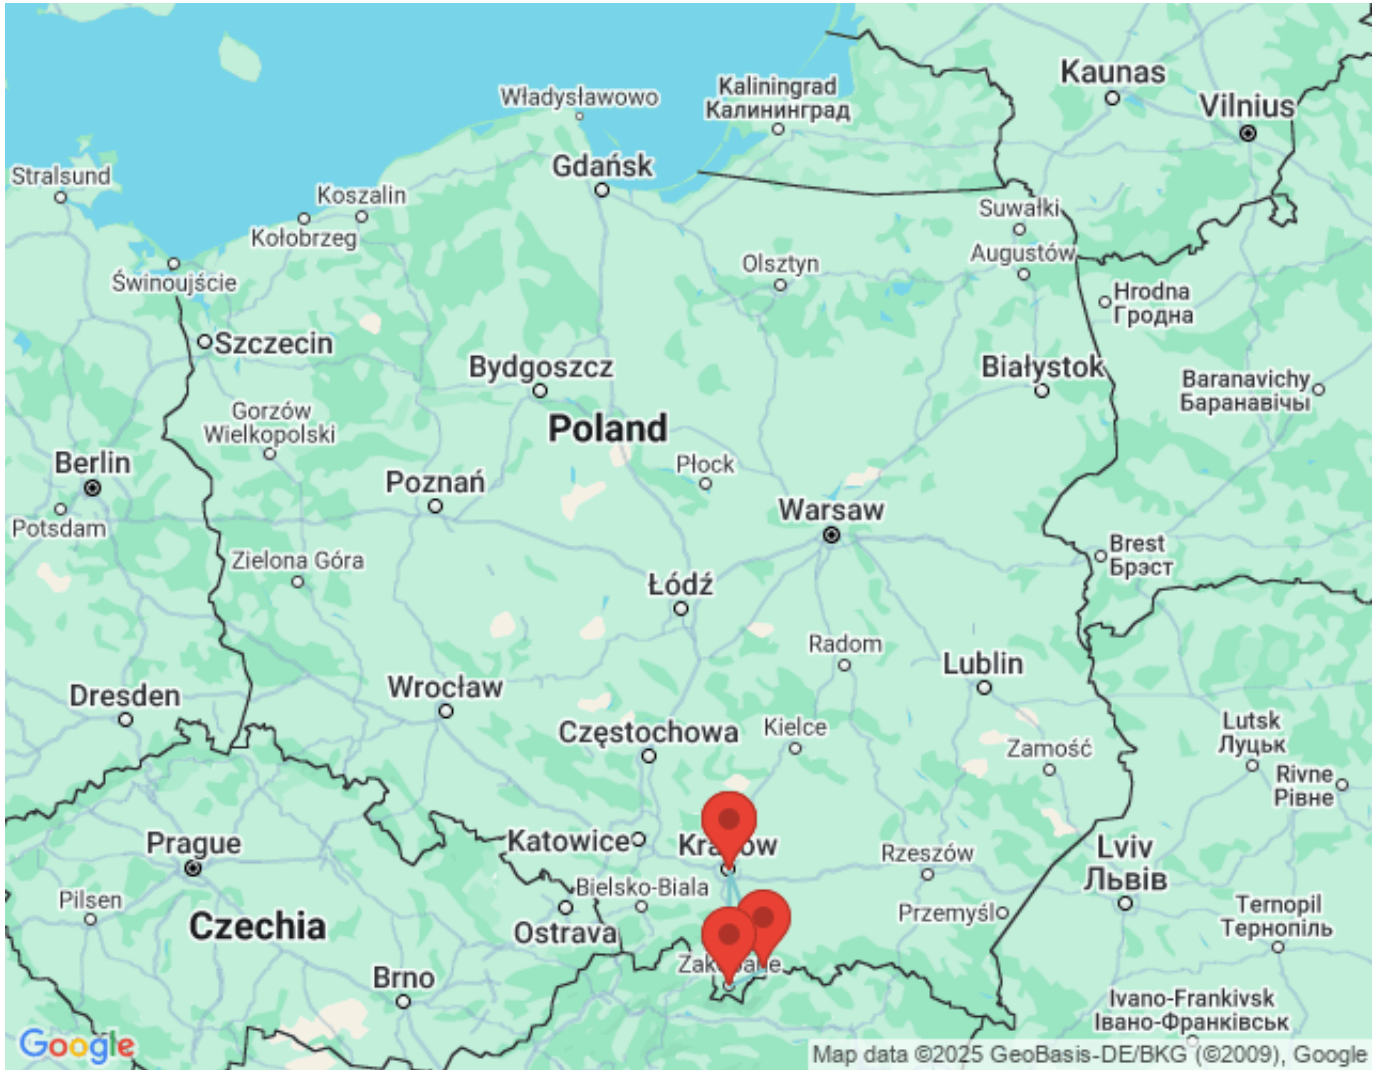 Kaunas
Vilnius
Kaliningrad
Калининград
Władysławowo
Gdańsk
Stralsund
Koszalin
Kołobrzeg
Suwałki
Augustów
Olsztyn
Świnoujście
Hrodna
Гродна
Szczecin
Bydgoszcz
Białystok
Baranavichy
Баранавічы
Gorzów
Wielkopolski
Poland
Berlin
Płock
Poznań
Warsaw
Potsdam
Brest
Брэст
Zielona Góra
Łódź
Radom
Lublin
Wrocław
Dresden
Częstochowa
Kielce
Zamość
Lutsk
Луцьк
Rivne
Рівне
Prague
Katowice
Krakow
Rzeszów
Lviv
Львів
Pilsen
Bielsko-Biala
Przemyśl
Ternopil
Тернопіль
Czechia
Ostrava
Zakopane
Brno
Ivano-Frankivsk
Івано-Франківськ
Google
Map data ©2025 GeoBasis-DE/BKG (©2009), Google